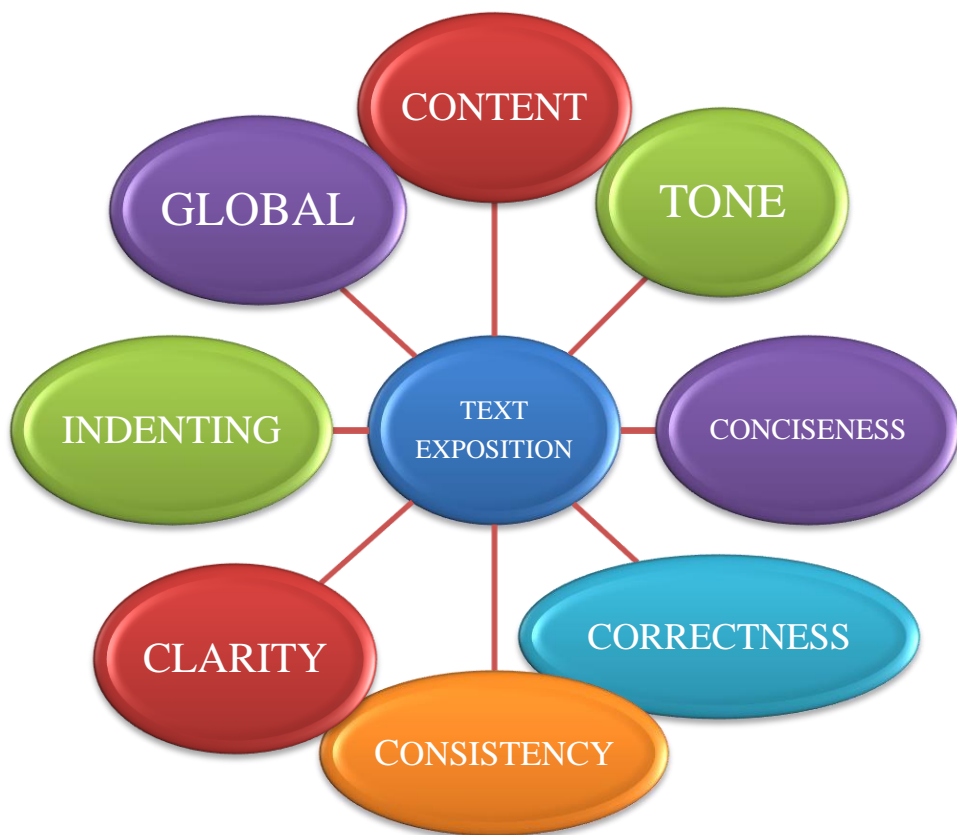 CONTENT
GLOBAL
TONE
INDENTING
TEXT
EXPOSITION
CONCISENESS
CLARITY
CORRECTNESS
CONSISTENCY